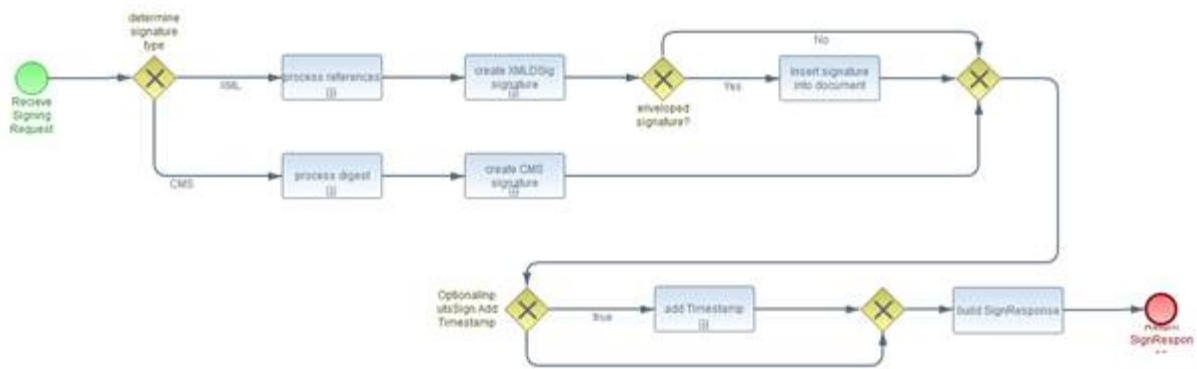 determine
signature
type
Recieve
Signing
Request
XML
process references
create XMLDSig
signature
enveloped
signature?
No
Yes
Insert signature
into document
CMS
process digest
create CMS
signature
OptionalInp
utsSign.Add
Timestamp
true
add Timestamp
build SignResponse
SignRespon